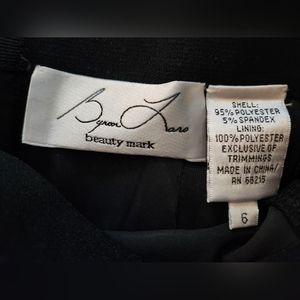 Byron Lars
beauty mark
SHELL:
95% POLYESTER
5% SPANDEX
LINING:
100% POLYESTER
EXCLUSIVE OF
TRIMMINGS
MADE IN CHINA/
RN 68215
6